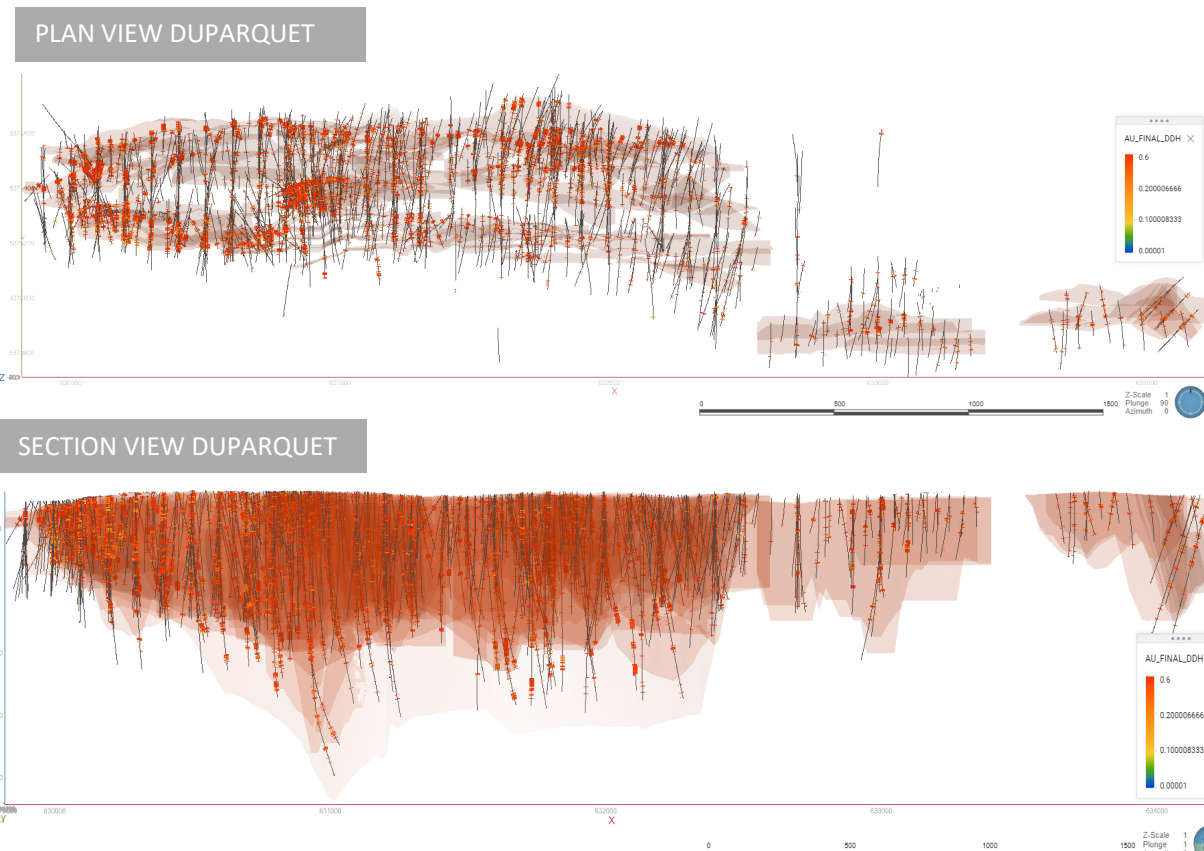 PLAN VIEW DUPARQUET
AU_FINAL_DDH
0.6
0.200006666
0.100008333
0.00001
Z
630000
631000
632000
633000
631000
X
0
500
1000
1500
Z-Scale 1
Plunge 90
Azimuth 0
SECTION VIEW DUPARQUET
AU_FINAL_DDH
0.6
0.200006666
0.100008333
0.00001
Y
630000
631000
632000
633000
634000
X
0
500
1000
1500
Z-Scale 1
Plunge 1